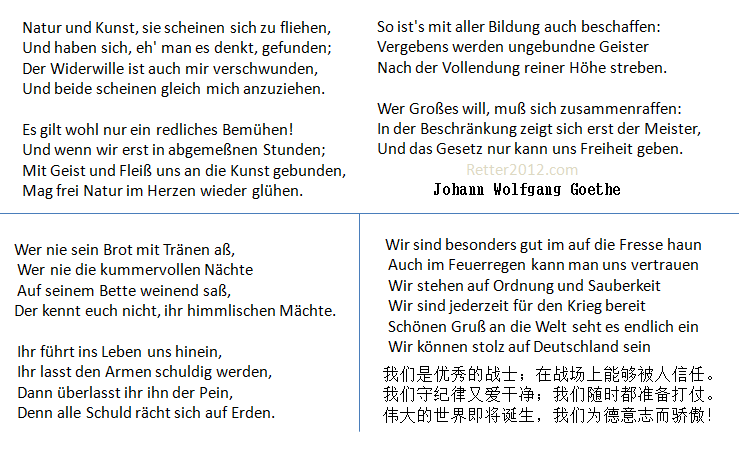 Natur und Kunst, sie scheinen sich zu fliehen,
Und haben sich, eh' man es denkt, gefunden;
Der Widerwille ist auch mir verschwunden,
Und beide scheinen gleich mich anzuziehen.
Es gilt wohl nur ein redliches Bemühen!
Und wenn wir erst in abgemeßnen Stunden;
Mit Geist und Fleiß uns an die Kunst gebunden,
Mag frei Natur im Herzen wieder glühen.
So ist's mit aller Bildung auch beschaffen:
Vergebens werden ungebundne Geister
Nach der Vollendung reiner Höhe streben.
Wer Großes will, muß sich zusammenraffen:
In der Beschränkung zeigt sich erst der Meister,
Und das Gesetz nur kann uns Freiheit geben.
Retter2012.com
Johann Wolfgang Goethe
Wer nie sein Brot mit Tränen aß,
Wer nie die kummervollen Nächte
Auf seinem Bette weinend saß,
Der kennt euch nicht, ihr himmlischen Mächte.
Ihr führt ins Leben uns hinein,
Ihr lasst den Armen schuldig werden,
Dann überlasst ihr ihn der Pein,
Denn alle Schuld rächt sich auf Erden.
Wir sind besonders gut im auf die Fresse haun
Auch im Feuerregen kann man uns vertrauen
Wir stehen auf Ordnung und Sauberkeit
Wir sind jederzeit für den Krieg bereit
Schönen Gruß an die Welt seht es endlich ein
Wir können stolz auf Deutschland sein
我们是优秀的战士；在战场上能够被人信任。
我们守纪律又爱干净；我们随时都准备打仗。
伟大的世界即将诞生，我们为德意志而骄傲！